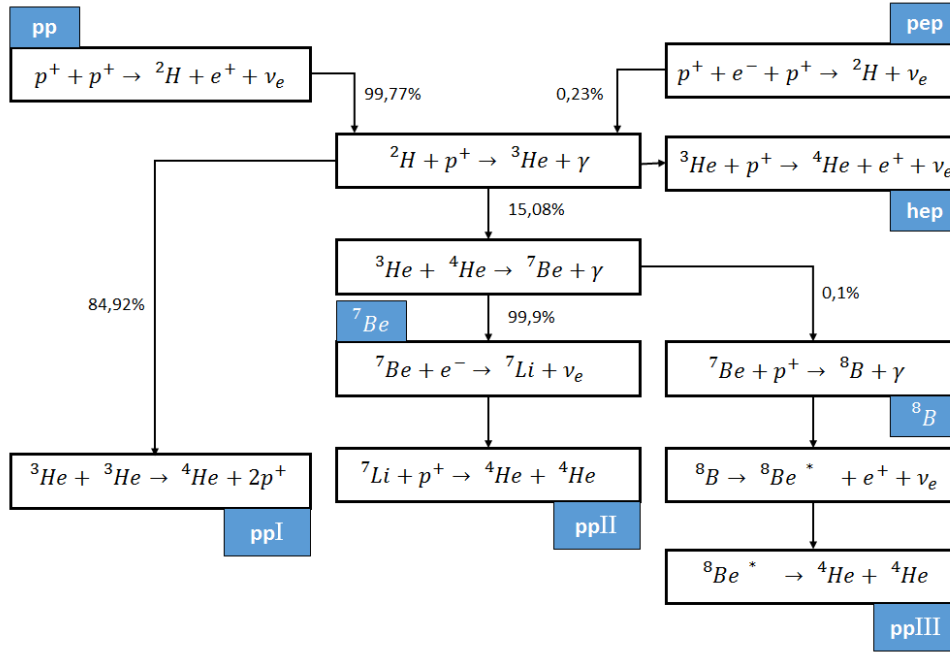 pp
pep
p⁺ + p⁺ → ²H + e⁺ + νₑ
p⁺ + e⁻ + p⁺ → ²H + νₑ
99,77%
0,23%
²H + p⁺ → ³He + γ
³He + p⁺ → ⁴He + e⁺ + νₑ
hep
15,08%
³He + ⁴He → ⁷Be + γ
84,92%
0,1%
⁷Be
99,9%
⁷Be + e⁻ → ⁷Li + νₑ
⁷Be + p⁺ → ⁸B + γ
⁸B
³He + ³He → ⁴He + 2p⁺
⁷Li + p⁺ → ⁴He + ⁴He
⁸B → ⁸Be * + e⁺ + νₑ
ppI
ppII
⁸Be * → ⁴He + ⁴He
ppIII